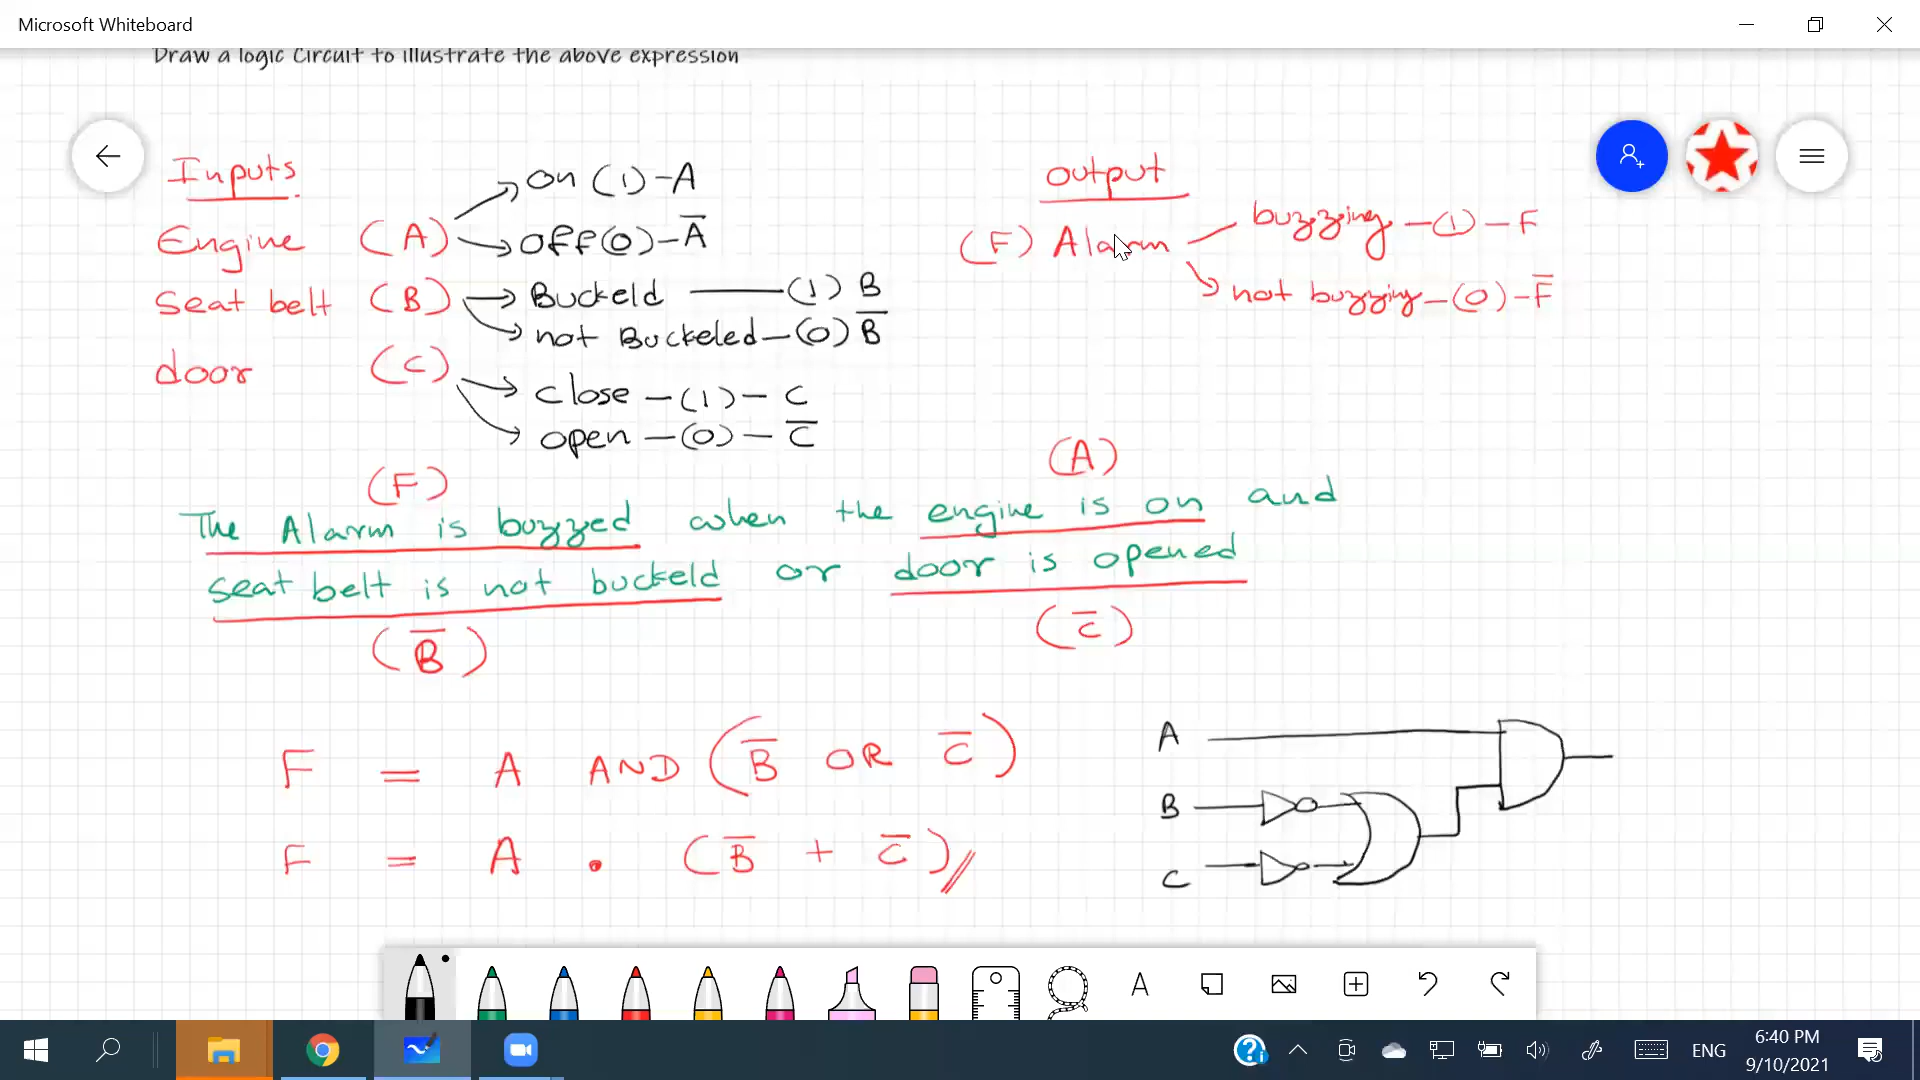 Microsoft Whiteboard
Draw a logic Circuit to illustrate the above expression
Inputs
Engine (A) on (1) - A
off (0) - A̅
seat belt (B) Buckeld — (1) B
not Buckeled — (0) B̅
door (C) close — (1) — C
open — (0) — C̅
output
(F) Alarm buzzing — (1) — F
not buzzing — (0) — F̅
(F) (A)
The Alarm is buzzed when the engine is on and
seat belt is not buckeld or door is opened
(B̅) (C̅)
F = A AND (B̅ OR C̅)
F = A . (B̅ + C̅)
A
B
C
A
ENG
6:40 PM
9/10/2021